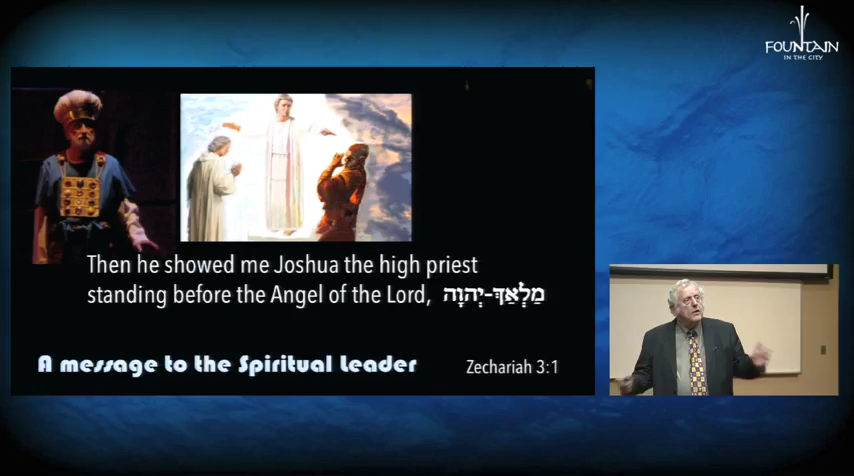 FOUNTAIN
IN THE CITY
Then he showed me Joshua the high priest
standing before the Angel of the Lord, מַלְאַךְ-יְהוָה
A message to the Spiritual Leader
Zechariah 3:1